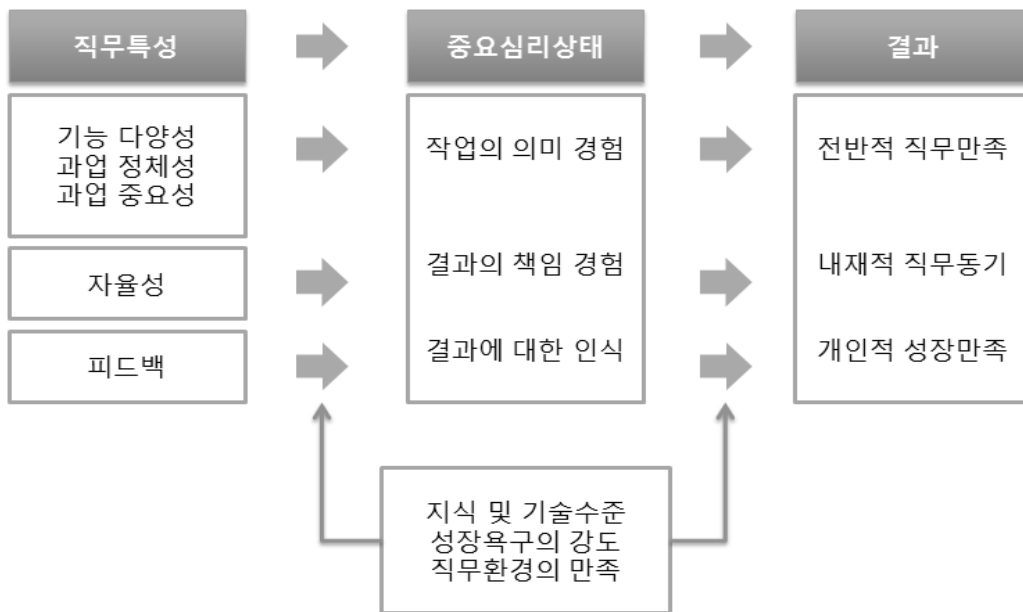 직무특성
중요심리상태
결과
기능 다양성
과업 정체성
과업 중요성
작업의 의미 경험
전반적 직무만족
자율성
결과의 책임 경험
내재적 직무동기
피드백
결과에 대한 인식
개인적 성장만족
지식 및 기술수준
성장욕구의 강도
직무환경의 만족